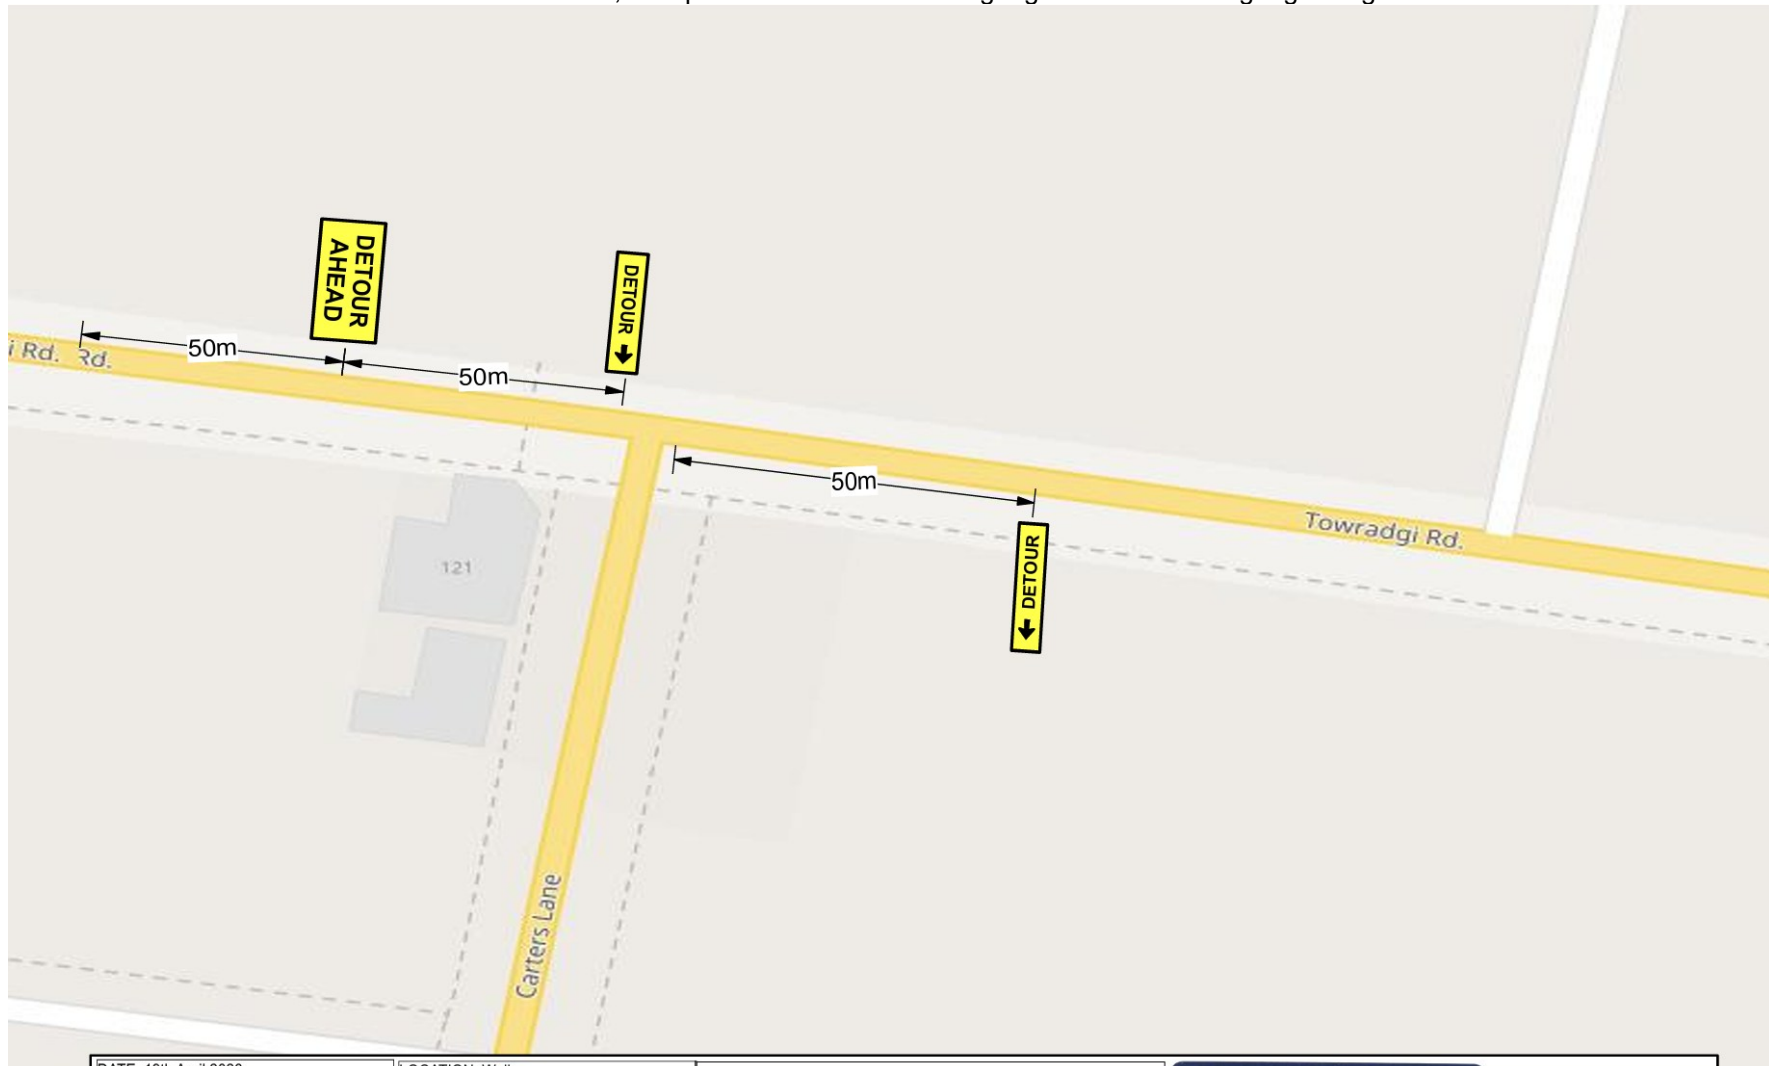 DETOUR
AHEAD
DETOUR
50m
50m
i Rd. Rd.
50m
Towradgi Rd.
DETOUR
121
Carters Lane